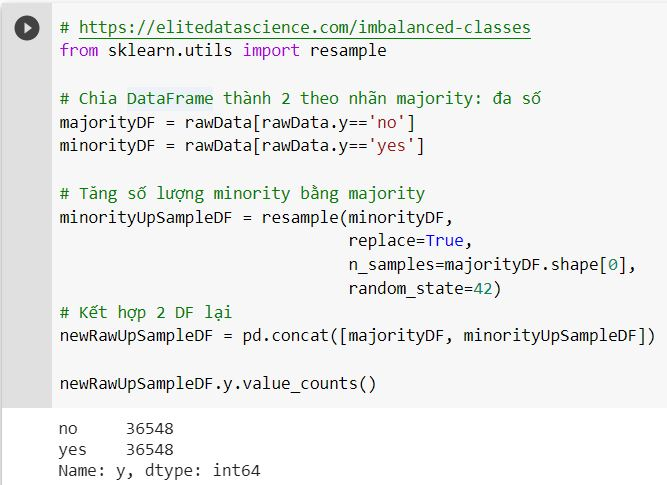 # https://elitedatascience.com/imbalanced-classes
from sklearn.utils import resample
# Chia DataFrame thành 2 theo nhãn majority: đa số
majorityDF = rawData[rawData.y=='no']
minorityDF = rawData[rawData.y=='yes']
# Tăng số lượng minority bằng majority
minorityUpSampleDF = resample(minorityDF,
replace=True,
n_samples=majorityDF.shape[0],
random_state=42)
# Kết hợp 2 DF lại
newRawUpSampleDF = pd.concat([majorityDF, minorityUpSampleDF])
newRawUpSampleDF.y.value_counts()
no 36548
yes 36548
Name: y, dtype: int64